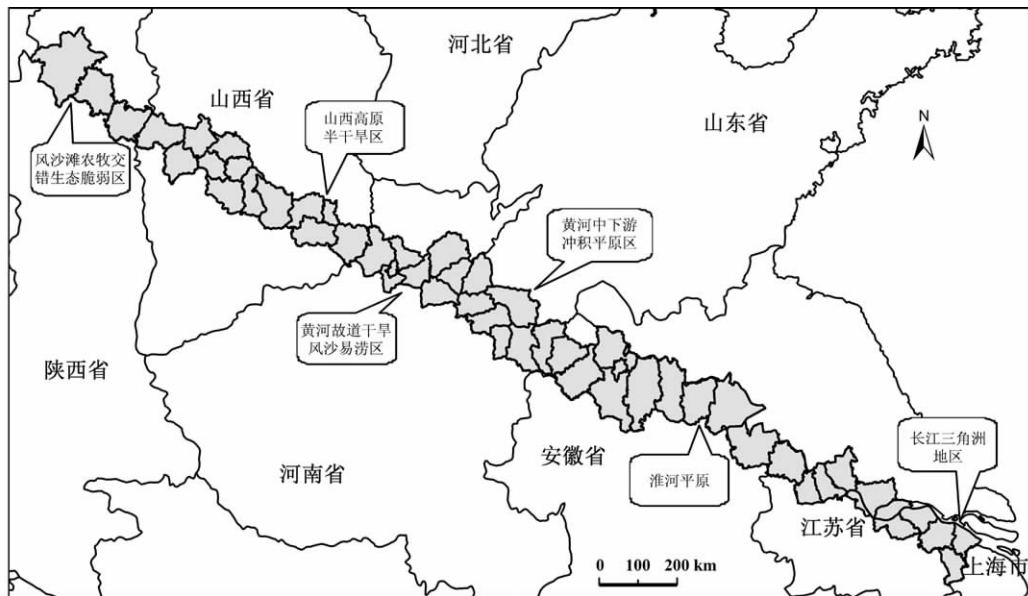 河北省
山西省
山东省
N
山西高原
半干旱区
风沙滩农牧交
错生态脆弱区
黄河中下游
冲积平原区
黄河故道干旱
风沙易涝区
陕西省
河南省
安徽省
淮河平原
长江三角洲
地区
江苏省
上海市
0 100 200 km